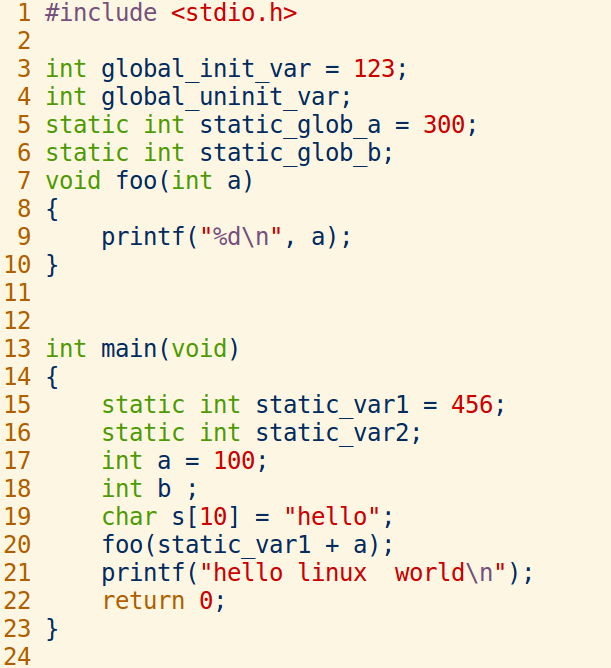 1 #include <stdio.h>
2
3 int global_init_var = 123;
4 int global_uninit_var;
5 static int static_glob_a = 300;
6 static int static_glob_b;
7 void foo(int a)
8 {
9     printf("%d\n", a);
10 }
11
12
13 int main(void)
14 {
15     static int static_var1 = 456;
16     static int static_var2;
17     int a = 100;
18     int b ;
19     char s[10] = "hello";
20     foo(static_var1 + a);
21     printf("hello linux  world\n");
22     return 0;
23 }
24